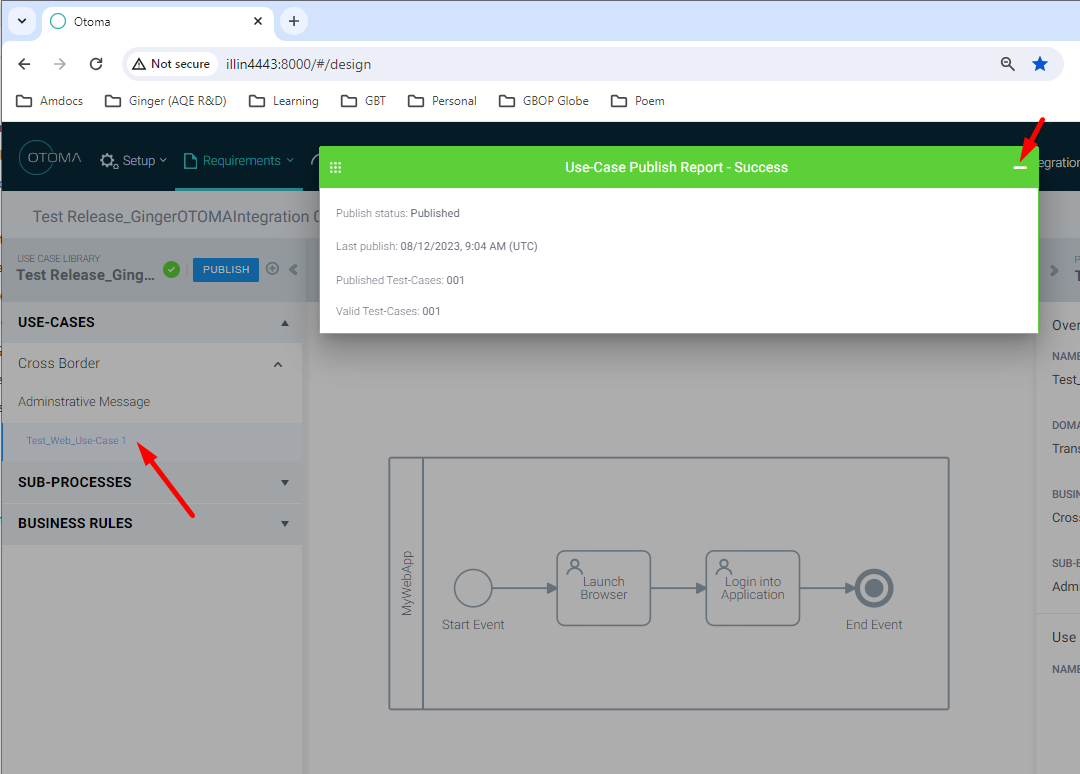 Otoma
Not secure
illin4443:8000/#/design
Amdocs
Ginger (AQE R&D)
Learning
GBT
Personal
GBOP Globe
Poem
OTOMA
Setup
Requirements
egration
Use-Case Publish Report - Success
Test Release_GingerOTOMAIntegration
Publish status: Published
Last publish: 08/12/2023, 9:04 AM (UTC)
Published Test-Cases: 001
Valid Test-Cases: 001
USE CASE LIBRARY
Test Release_Ging...
PUBLISH
USE-CASES
Cross Border
Adminstrative Message
Test_Web_Use-Case 1
SUB-PROCESSES
BUSINESS RULES
MyWebApp
Start Event
Launch
Browser
Login into
Application
End Event
Over
NAME
Test_
DOMA
Trans
BUSIN
Cross
SUB-B
Admi
Use
NAME